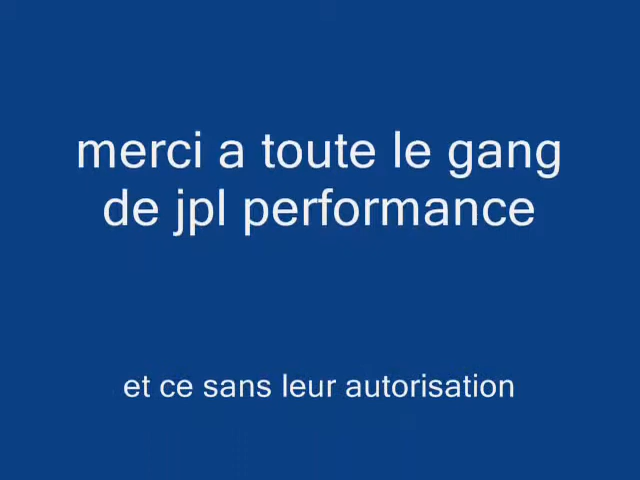 merci a toute le gang
de jpl performance
et ce sans leur autorisation